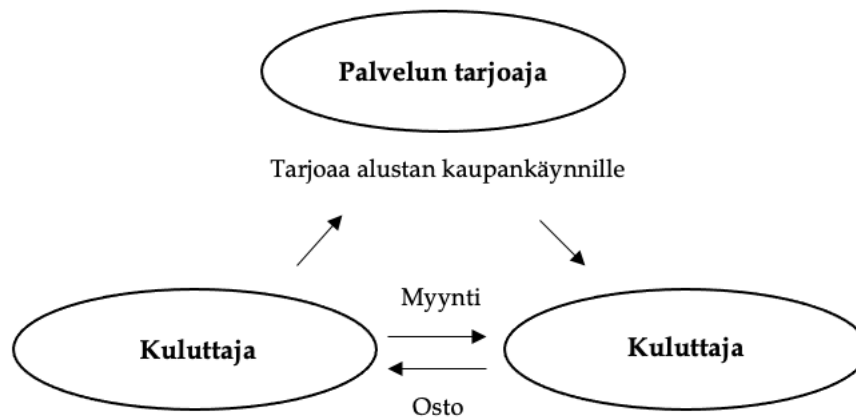 Palvelun tarjoaja
Tarjoaa alustan kaupankäynnille
Myynti
Kuluttaja
Kuluttaja
Osto